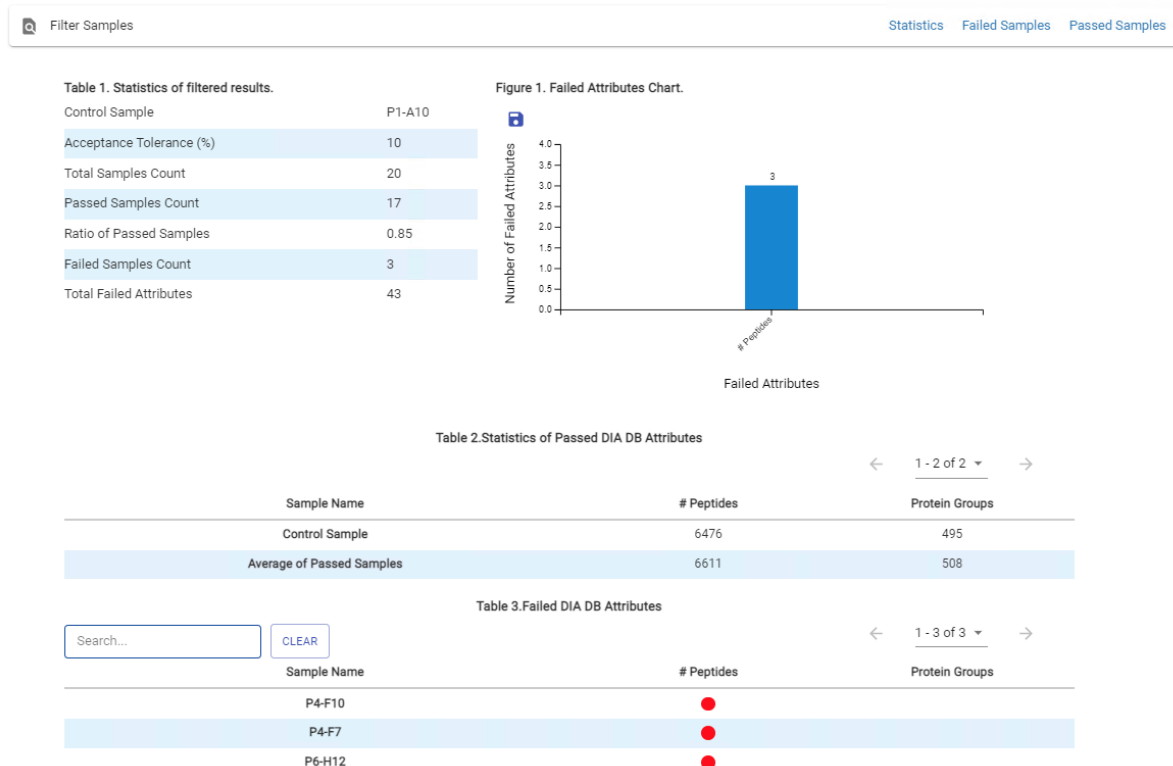 Filter Samples
Statistics Failed Samples Passed Samples
Table 1. Statistics of filtered results.
Control Sample P1-A10
Acceptance Tolerance (%) 10
Total Samples Count 20
Passed Samples Count 17
Ratio of Passed Samples 0.85
Failed Samples Count 3
Total Failed Attributes 43
Figure 1. Failed Attributes Chart.
Number of Failed Attributes
4.0
3.5
3.0
2.5
2.0
1.5
1.0
0.5
0.0
3
# Peptides
Failed Attributes
Table 2.Statistics of Passed DIA DB Attributes
1 - 2 of 2
Sample Name # Peptides Protein Groups
Control Sample 6476 495
Average of Passed Samples 6611 508
Table 3.Failed DIA DB Attributes
Search... CLEAR 1 - 3 of 3
Sample Name # Peptides Protein Groups
P4-F10
P4-F7
P6-H12